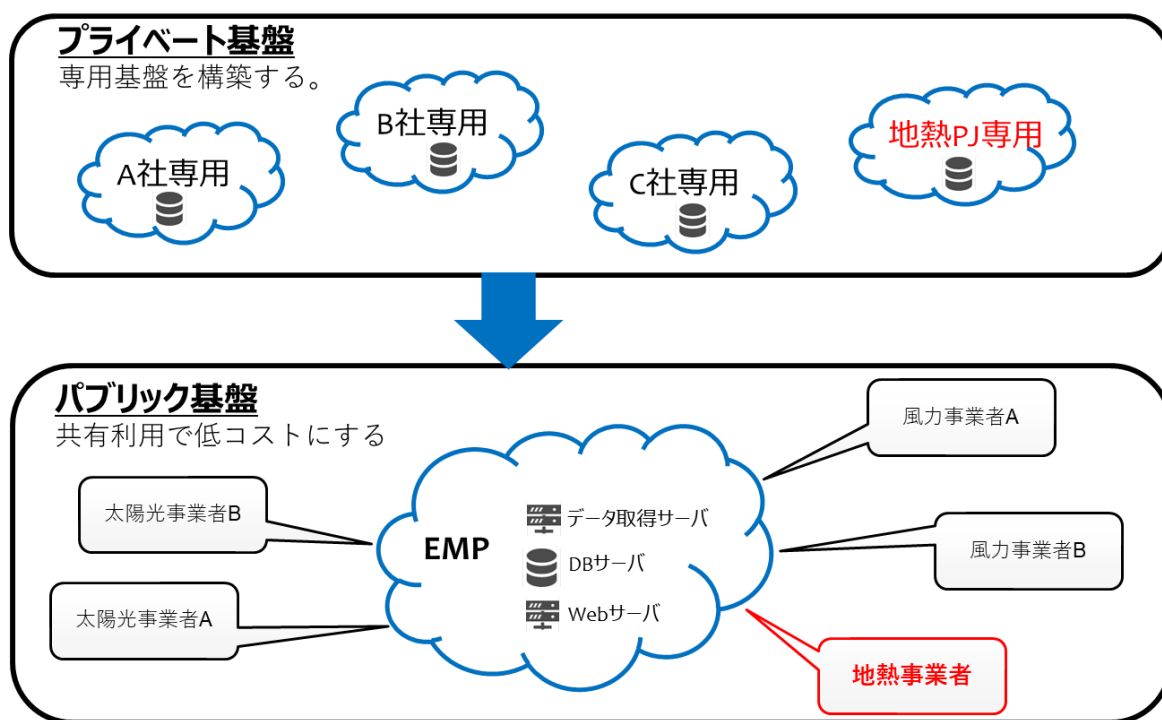 プライベート基盤
専用基盤を構築する。
A社専用
B社専用
C社専用
地熱PJ専用
パブリック基盤
共有利用で低コストにする
風力事業者A
太陽光事業者B
風力事業者B
太陽光事業者A
地熱事業者
EMP
データ取得サーバ
DBサーバ
Webサーバ